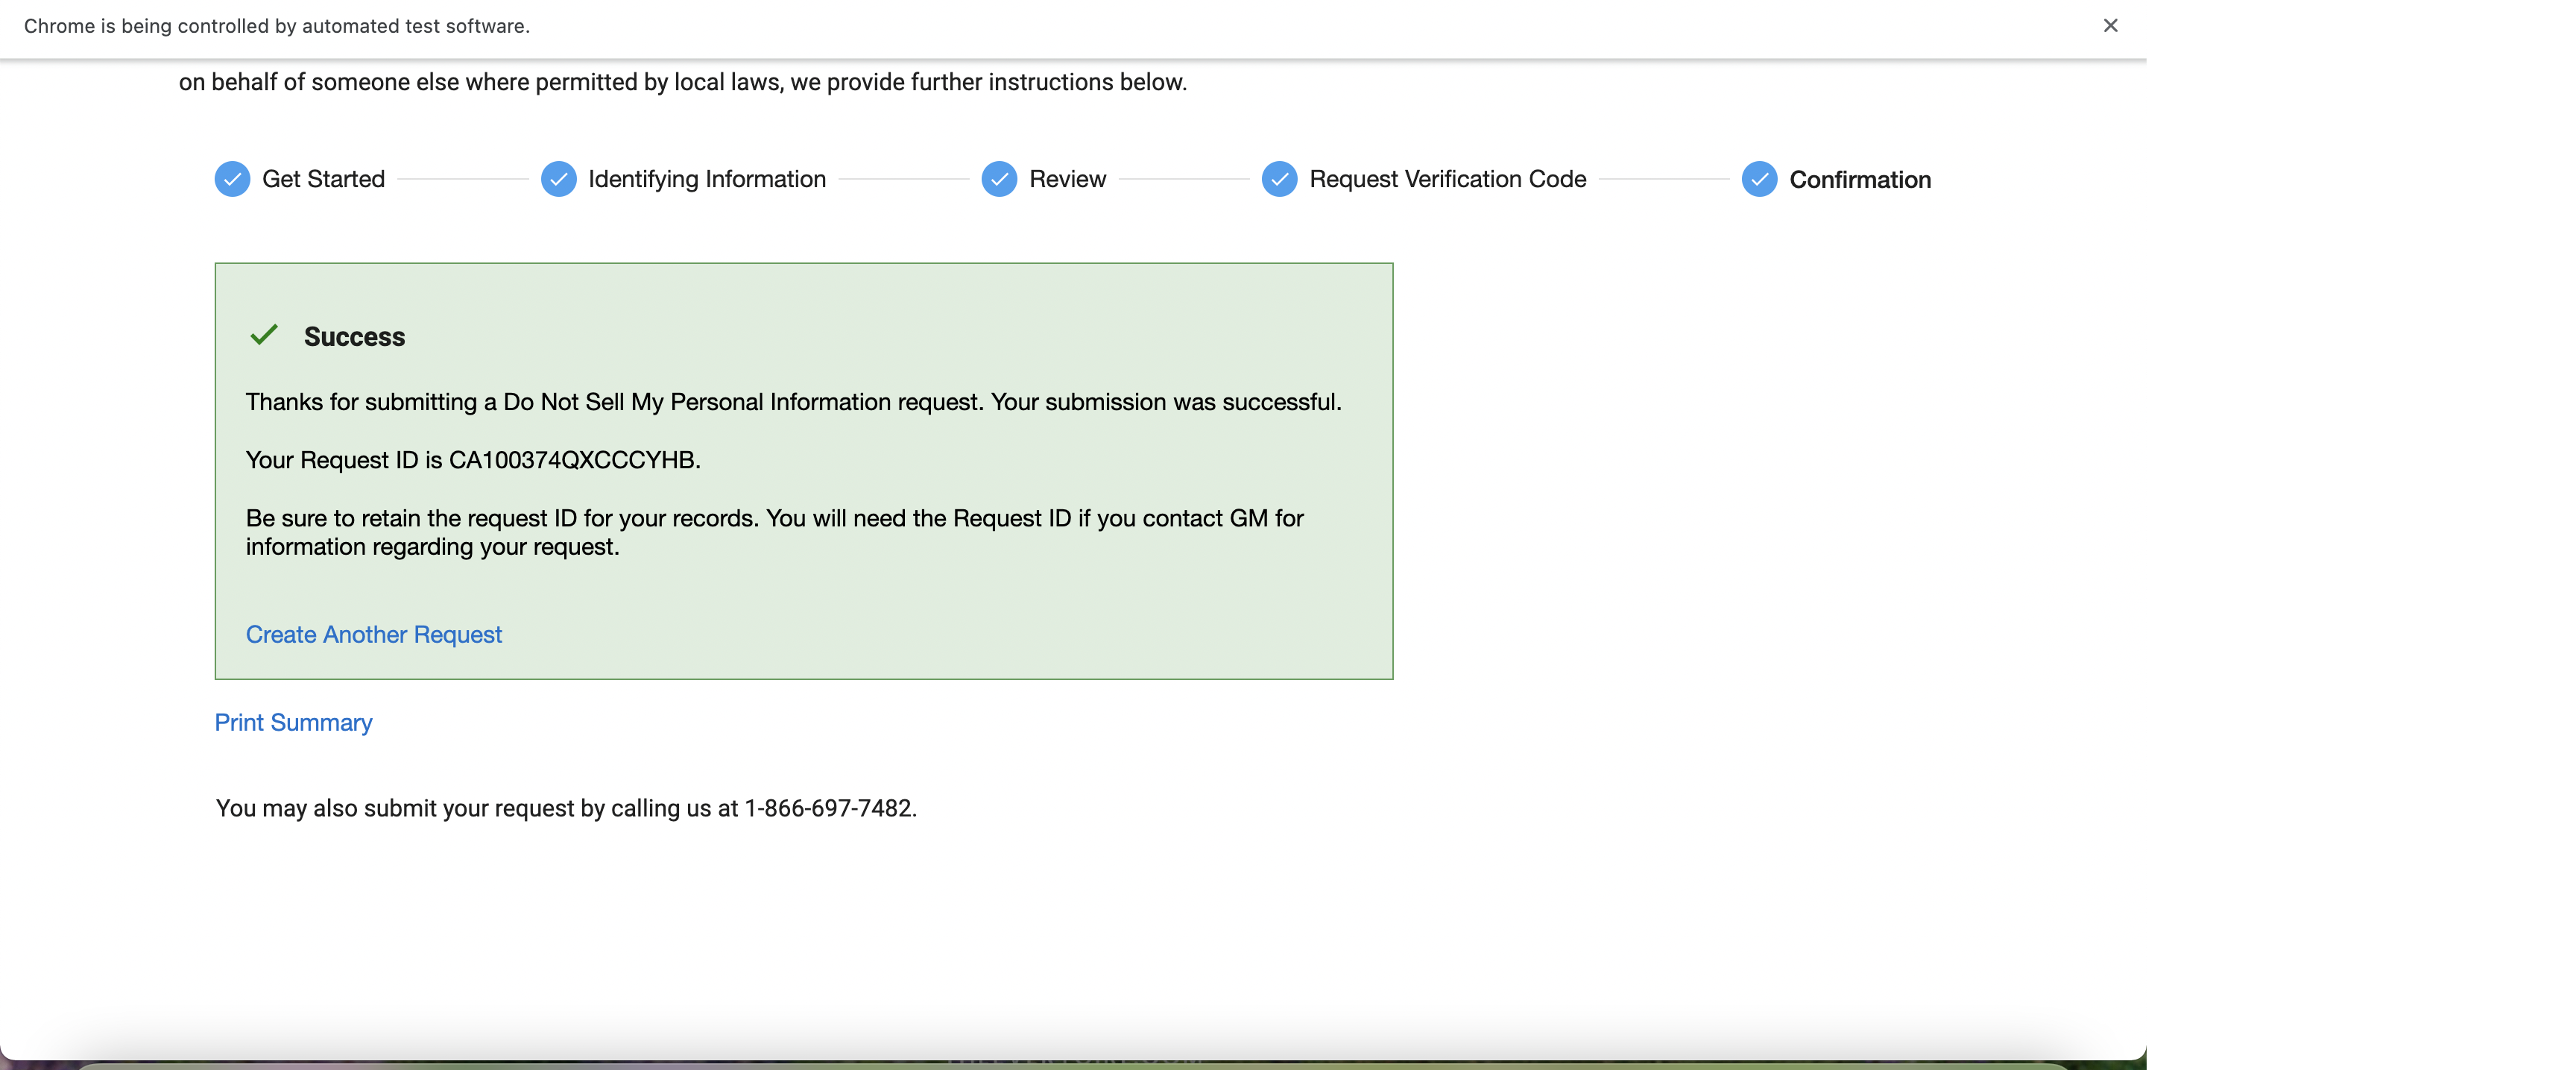 Chrome is being controlled by automated test software.
on behalf of someone else where permitted by local laws, we provide further instructions below.
Get Started
Identifying Information
Review
Request Verification Code
Confirmation
Success
Thanks for submitting a Do Not Sell My Personal Information request. Your submission was successful.
Your Request ID is CA100374QXCCCYHB.
Be sure to retain the request ID for your records. You will need the Request ID if you contact GM for
information regarding your request.
Create Another Request
Print Summary
You may also submit your request by calling us at 1-866-697-7482.